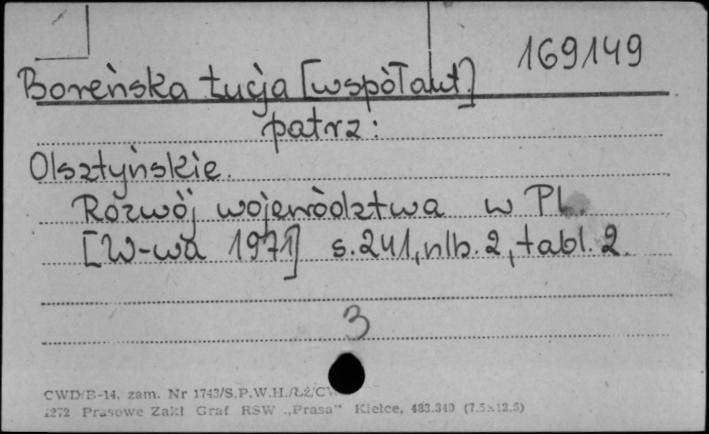 169149
Boreńska Łucja [współaut.]
patrz:
Olsztyńskie.
Rozwój województwa w PL.
[W-wa 1971] s.241, nlb.2, tabl.2.
3
CWD/E-14. zam. Nr 1743/S.P.W.H./ŁŻ/CW
1272 Prasowe Zakł Graf RSW „Prasa" Kielce, 483.340 (7.5x12.5)